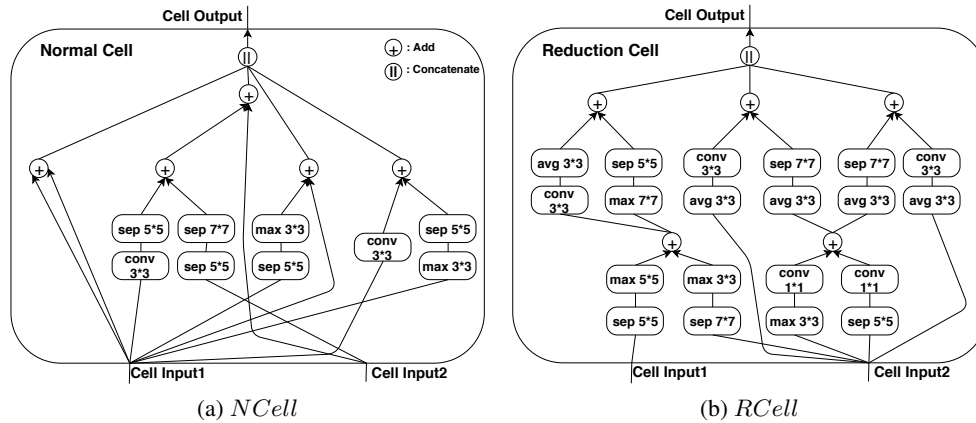 Cell Output
Normal Cell
+ : Add
|| : Concatenate
||
+
+
+
+
+
sep 5*5
sep 7*7
max 3*3
sep 5*5
conv 3*3
conv 3*3
sep 5*5
sep 5*5
max 3*3
Cell Input1
Cell Input2
(a) NCell
Cell Output
Reduction Cell
||
+
+
+
avg 3*3
sep 5*5
conv 3*3
sep 7*7
sep 7*7
conv 3*3
conv 3*3
max 7*7
avg 3*3
avg 3*3
avg 3*3
avg 3*3
+
+
max 5*5
max 3*3
conv 1*1
conv 1*1
sep 5*5
sep 7*7
max 3*3
sep 5*5
Cell Input1
Cell Input2
(b) RCell